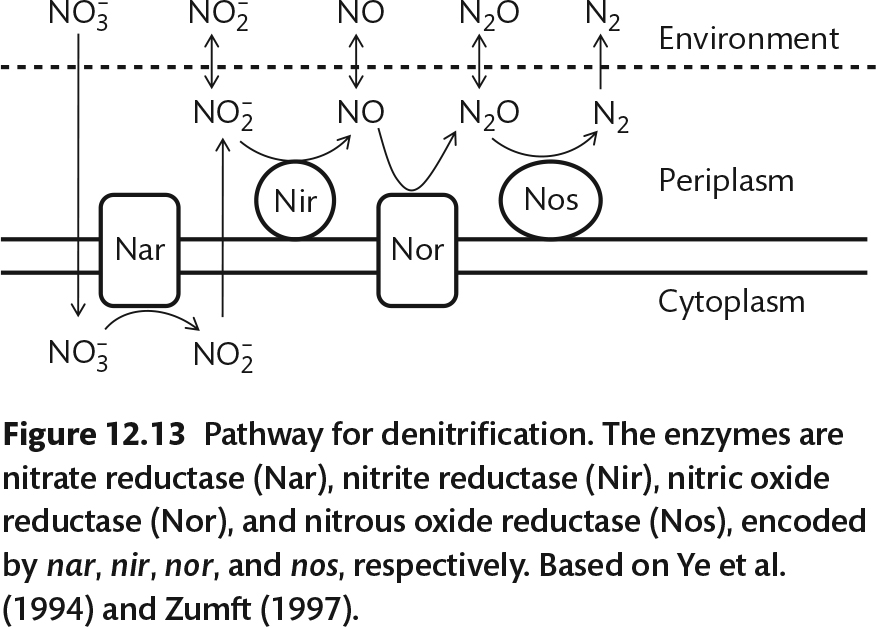 NO₃⁻ NO₂⁻ NO N₂O N₂
Environment
NO₂⁻ NO N₂O N₂
Periplasm
Nir Nos
Nar Nor
Cytoplasm
NO₃⁻ NO₂⁻
Figure 12.13 Pathway for denitrification. The enzymes are
nitrate reductase (Nar), nitrite reductase (Nir), nitric oxide
reductase (Nor), and nitrous oxide reductase (Nos), encoded
by nar, nir, nor, and nos, respectively. Based on Ye et al.
(1994) and Zumft (1997).